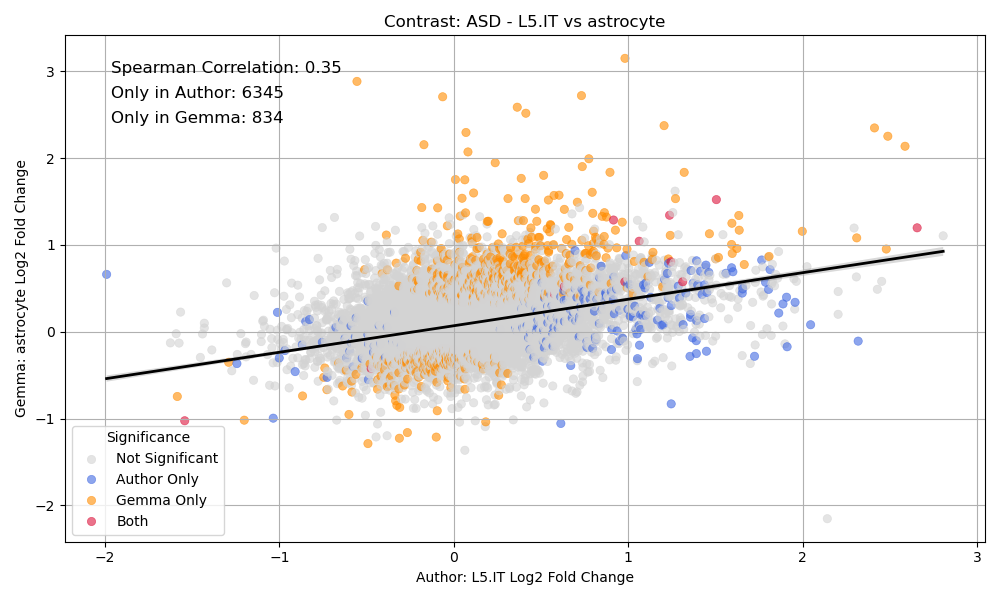 Contrast: ASD - L5.IT vs astrocyte
Spearman Correlation: 0.35
Only in Author: 6345
Only in Gemma: 834
Gemma: astrocyte Log2 Fold Change
3
2
1
0
−1
−2
Significance
Not Significant
Author Only
Gemma Only
Both
−2 −1 0 1 2 3
Author: L5.IT Log2 Fold Change